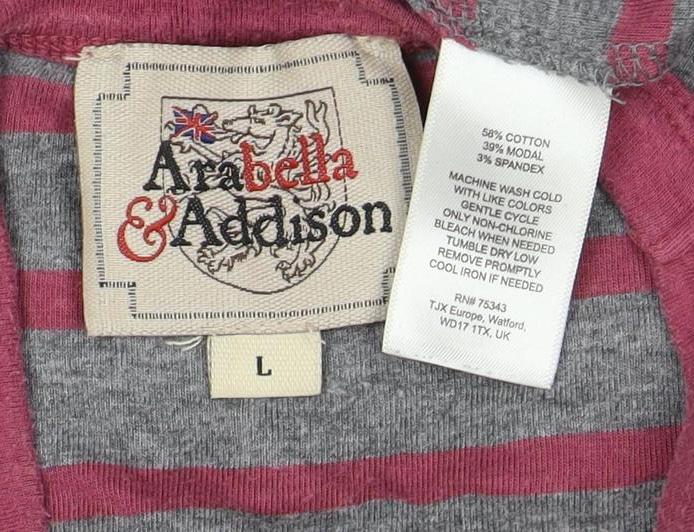 Arabella
&Addison
L
58% COTTON
39% MODAL
3% SPANDEX
MACHINE WASH COLD
WITH LIKE COLORS
GENTLE CYCLE
ONLY NON-CHLORINE
BLEACH WHEN NEEDED
TUMBLE DRY LOW
REMOVE PROMPTLY
COOL IRON IF NEEDED
RN# 75343
TJX Europe, Watford,
WD17 1TX, UK